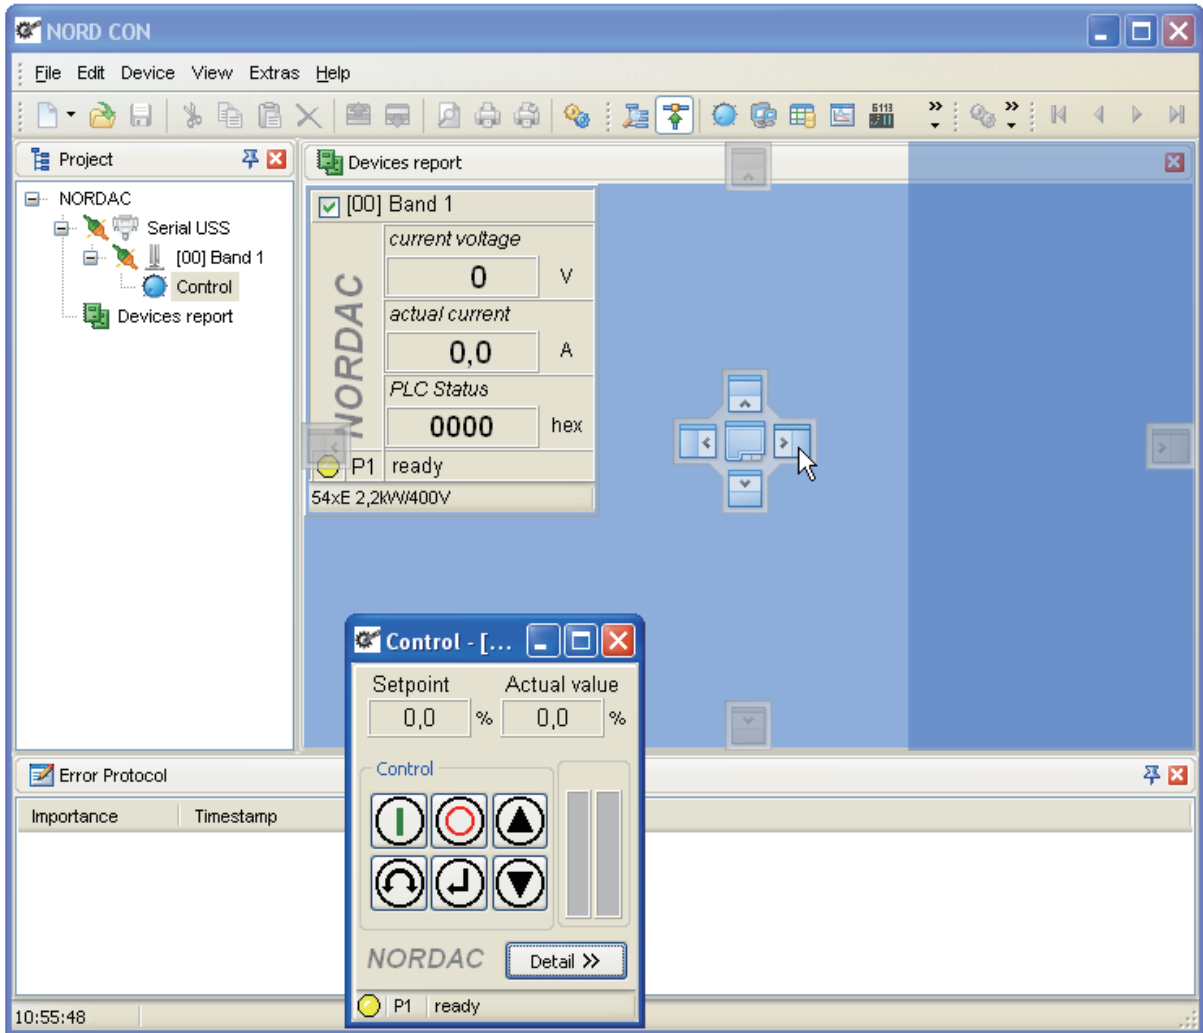 NORD CON
File Edit Device View Extras Help
Project
Devices report
NORDAC
Serial USS
[00] Band 1
Control
Devices report
[00] Band 1
NORDAC
current voltage
0 V
actual current
0,0 A
PLC Status
0000 hex
P1 ready
54xE 2,2kW/400V
Control - [...
Setpoint Actual value
0,0 % 0,0 %
Control
NORDAC Detail >>
P1 ready
Error Protocol
Importance Timestamp
10:55:48